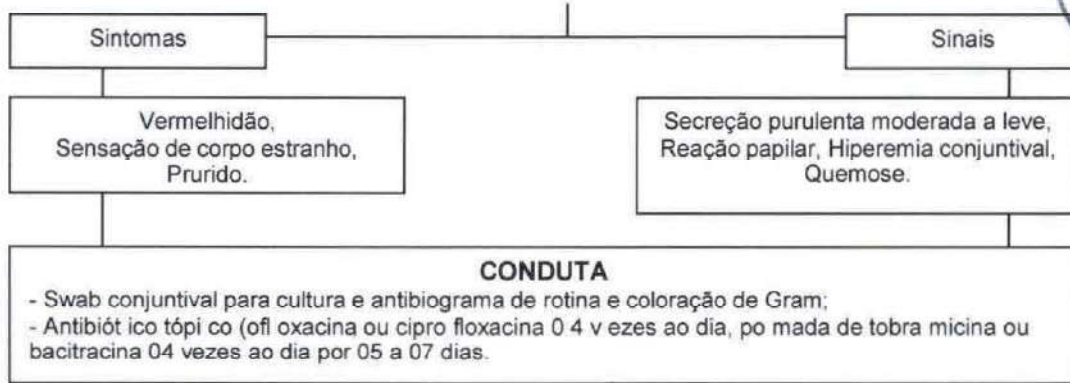 Sintomas
Sinais
Vermelhidão,
Sensação de corpo estranho,
Prurido.
Secreção purulenta moderada a leve,
Reação papilar, Hiperemia conjuntival,
Quemose.
CONDUTA
- Swab conjuntival para cultura e antibiograma de rotina e coloração de Gram;
- Antibiót ico tópi co (ofl oxacina ou cipro floxacina 0 4 v ezes ao dia, po mada de tobra micina ou
bacitracina 04 vezes ao dia por 05 a 07 dias.